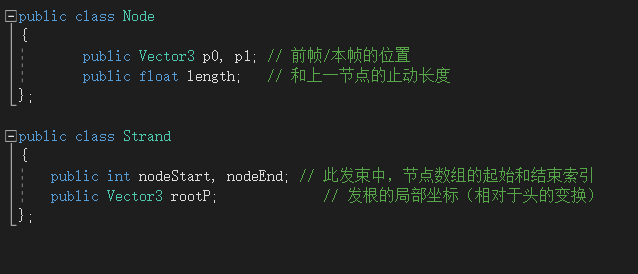 public class Node
{
public Vector3 p0, p1; // 前帧/本帧的位置
public float length; // 和上一节点的止动长度
};
public class Strand
{
public int nodeStart, nodeEnd; // 此发束中, 节点数组的起始和结束索引
public Vector3 rootP; // 发根的局部坐标（相对于头的变换）
};